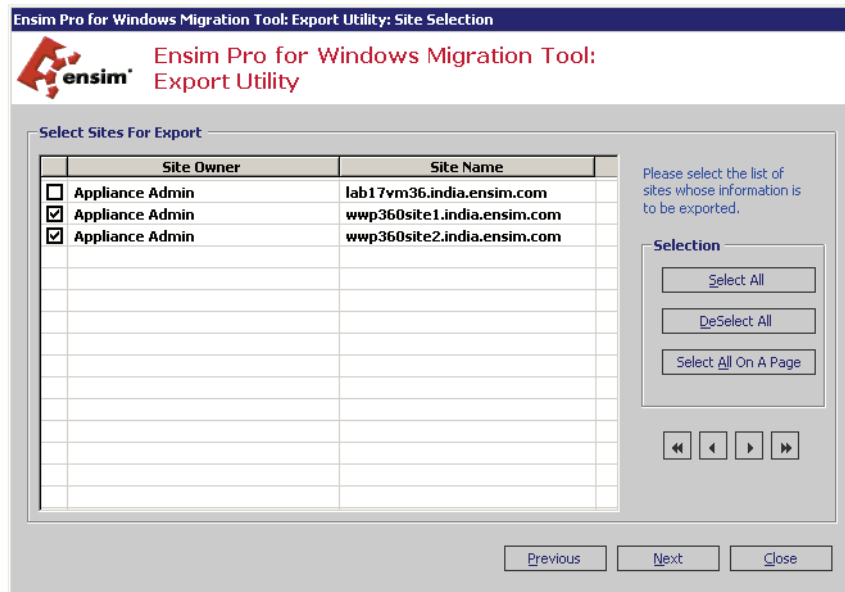 Ensim Pro for Windows Migration Tool: Export Utility: Site Selection
ensim
Ensim Pro for Windows Migration Tool:
Export Utility
Select Sites For Export
Site Owner Site Name
Appliance Admin lab17vm36.india.ensim.com
Appliance Admin wwp360site1.india.ensim.com
Appliance Admin wwp360site2.india.ensim.com
Please select the list of
sites whose information is
to be exported.
Selection
Select All
DeSelect All
Select All On A Page
Previous Next Close